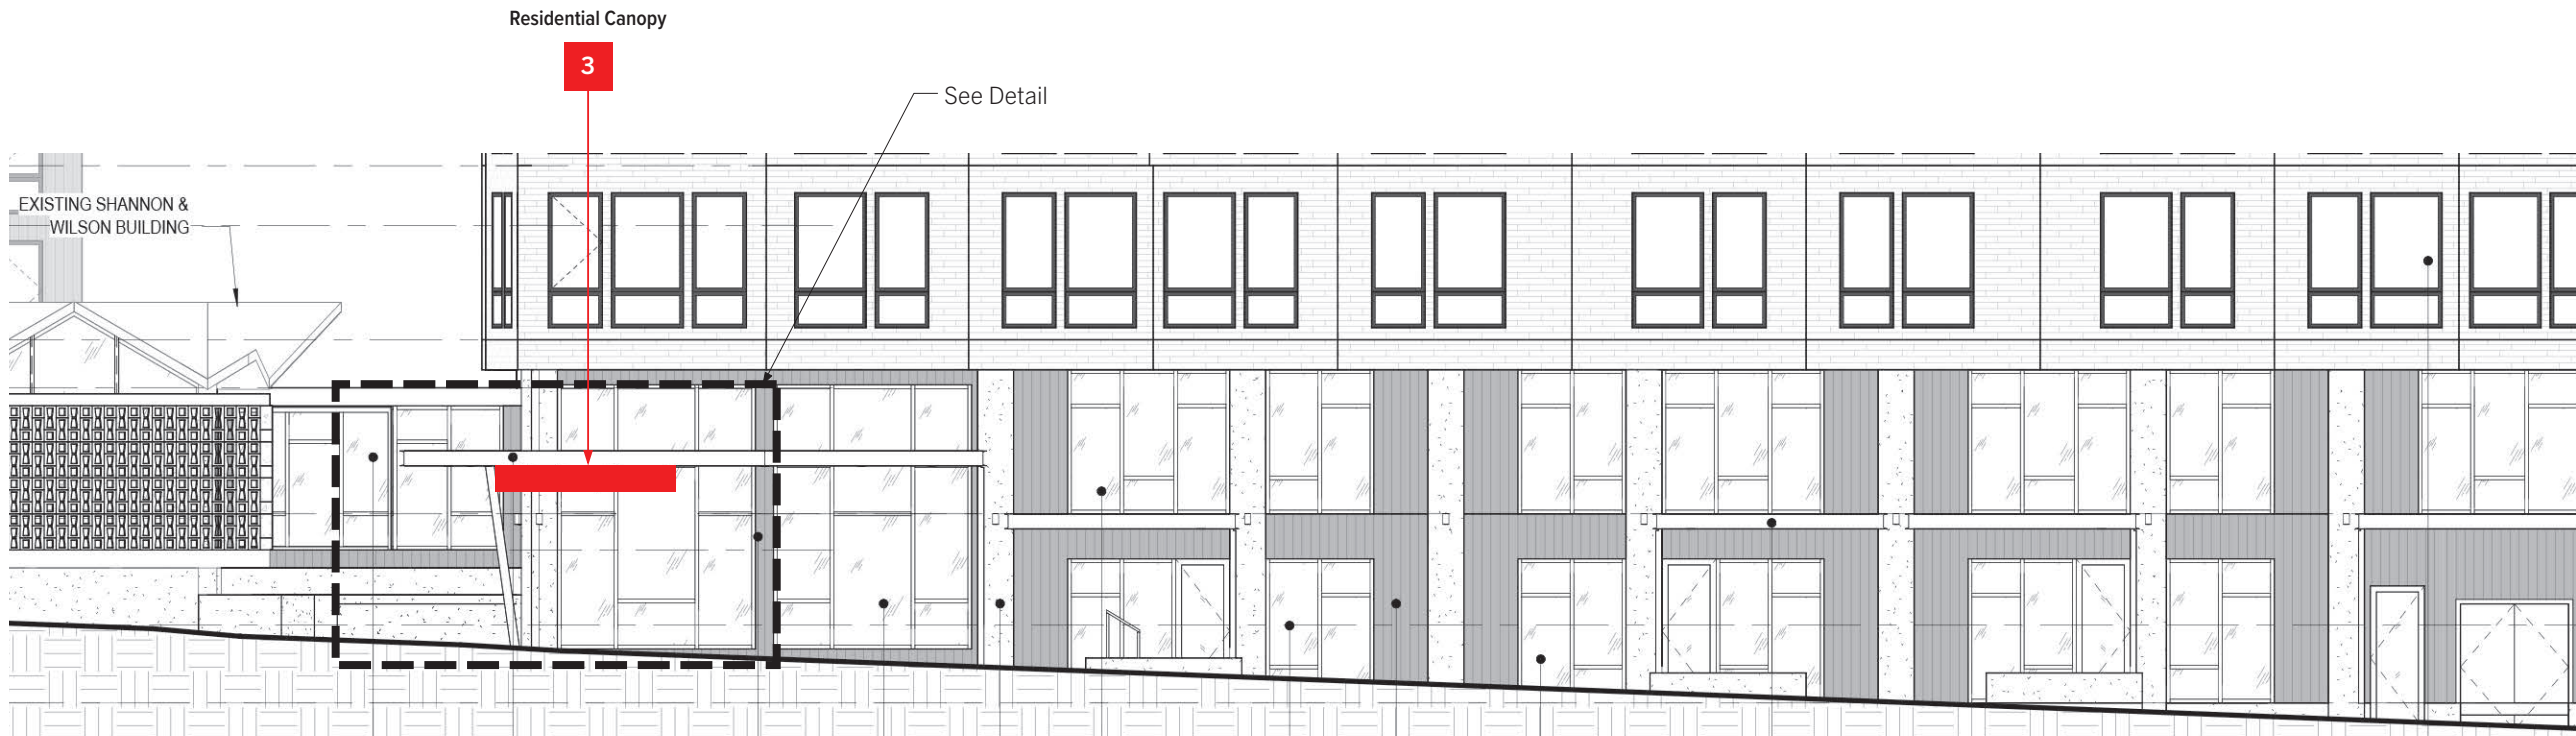 Residential Canopy
3
See Detail
EXISTING SHANNON &
WILSON BUILDING